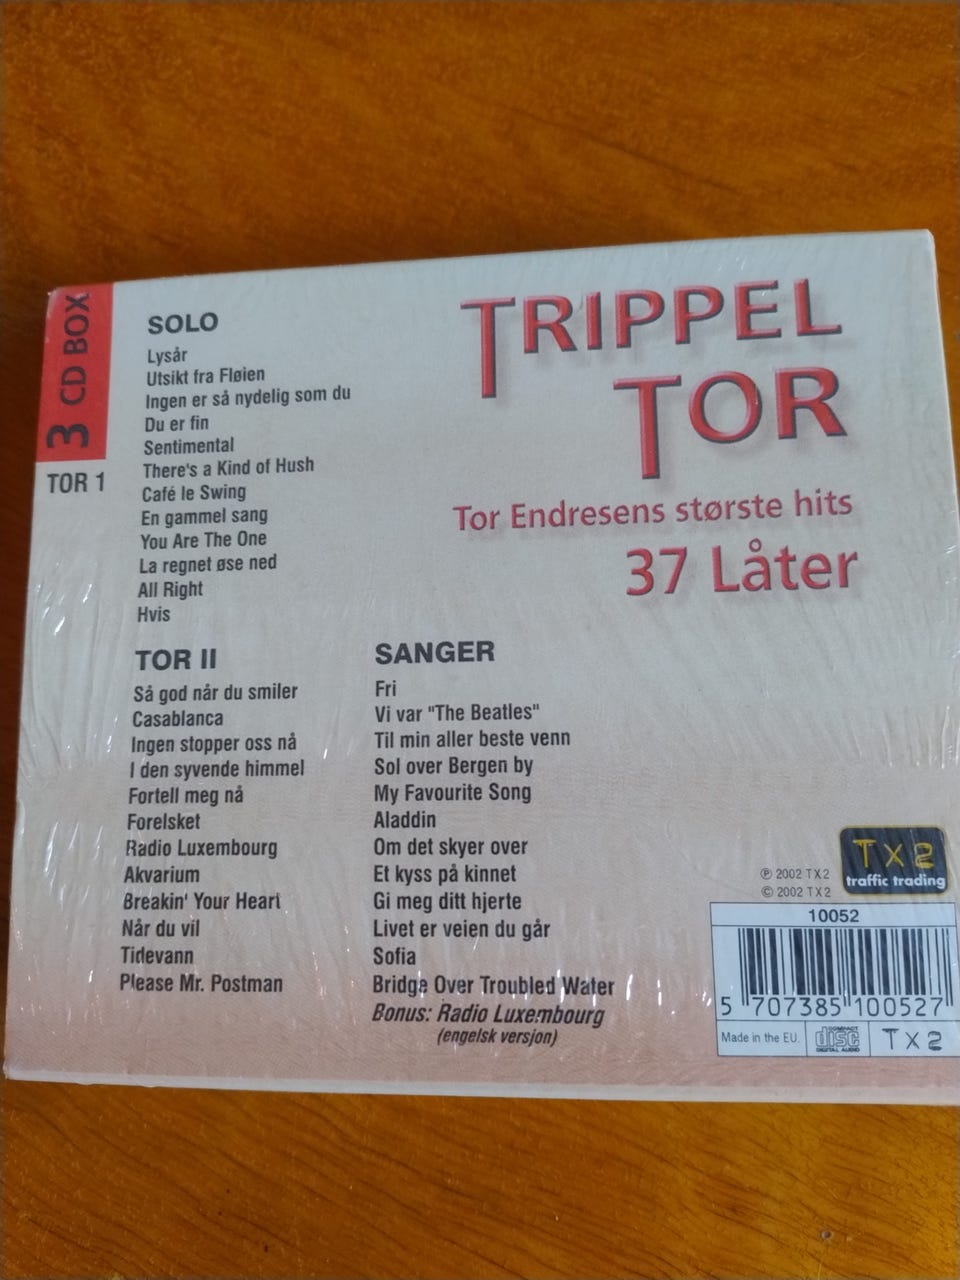 3 CD BOX
TOR 1
SOLO
Lysår
Utsikt fra Fløien
Ingen er så nydelig som du
Du er fin
Sentimental
There's a Kind of Hush
Café le Swing
En gammel sang
You Are The One
La regnet øse ned
All Right
Hvis
TRIPPEL
TOR
Tor Endresens største hits
37 Låter
TOR II
Så god når du smiler
Casablanca
Ingen stopper oss nå
I den syvende himmel
Fortell meg nå
Forelsket
Radio Luxembourg
Akvarium
Breakin' Your Heart
Når du vil
Tidevann
Please Mr. Postman
SANGER
Fri
Vi var "The Beatles"
Til min aller beste venn
Sol over Bergen by
My Favourite Song
Aladdin
Om det skyer over
Et kyss på kinnet
Gi meg ditt hjerte
Livet er veien du går
Sofia
Bridge Over Troubled Water
Bonus: Radio Luxembourg
(engelsk versjon)
TX2
traffic trading
℗ 2002 TX2
© 2002 TX2
10052
5 707385 100527
Made in the EU.
COMPACT
disc
DIGITAL AUDIO
TX2